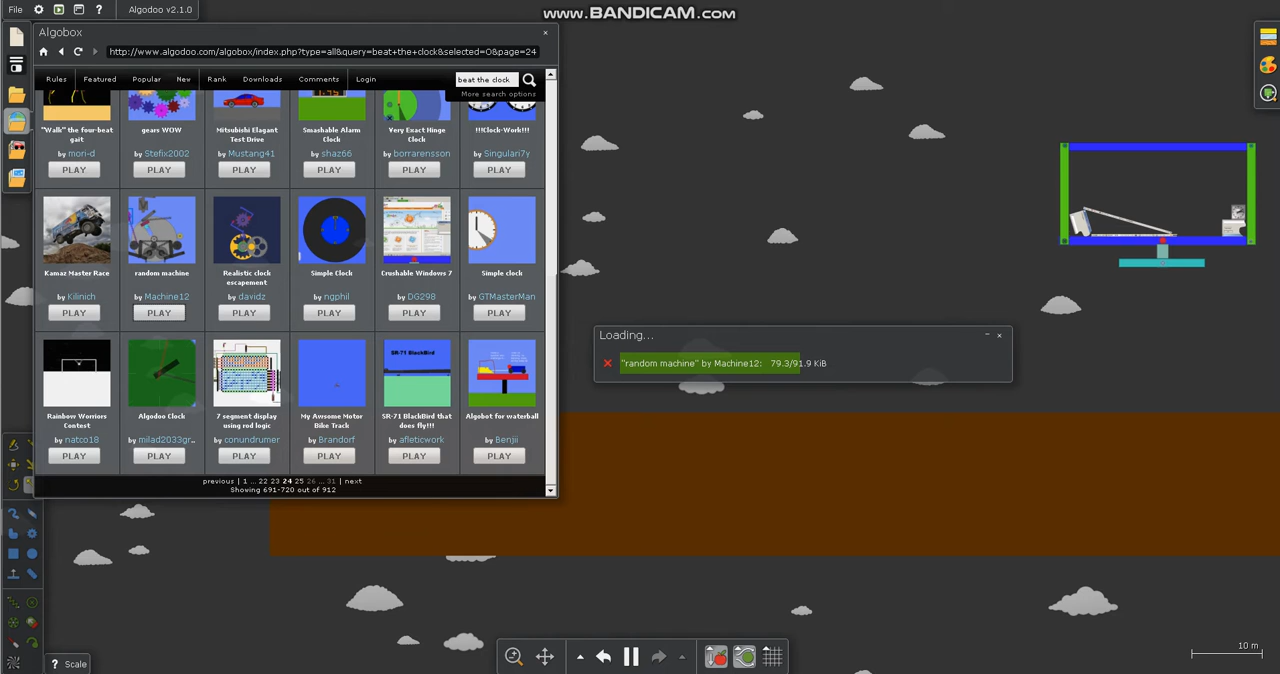 File
?
Algodoo v2.1.0
www.BANDICAM.com
Algobox
http://www.algodoo.com/algobox/index.php?type=all&query=beat+the+clock&selected=0&page=24
Rules Featured Popular New Rank Downloads Comments Login
beat the clock
More search options
"Walk" the four-beat gait
gears WOW
Mitsubishi Elagant Test Drive
Smashable Alarm Clock
Very Exact Hinge Clock
!!!Clock-Work!!!
by mori-d
by Stefix2002
by Mustang41
by shaz66
by borrarensson
by Singulari7y
PLAY PLAY PLAY PLAY PLAY PLAY
Kamaz Master Race
random machine
Realistic clock escapement
Simple Clock
Crushable Windows 7
Simple clock
by Kilinich
by Machine12
by davidz
by ngphil
by DG298
by GTMasterMan
PLAY PLAY PLAY PLAY PLAY PLAY
SR-71 BlackBird
Rainbow Worriors Contest
Algodoo Clock
7 segment display using rod logic
My Awsome Motor Bike Track
SR-71 BlackBird that does fly!!!
Algobot for waterball
by natco18
by milad2033gr..
by conundrumer
by Brandorf
by afleticwork
by Benjii
PLAY PLAY PLAY PLAY PLAY PLAY
previous | 1 ... 22 23 24 25 26 ... 31 | next
Showing 691-720 out of 912
Loading...
"random machine" by Machine12: 79.3/91.9 KiB
? Scale
10 m